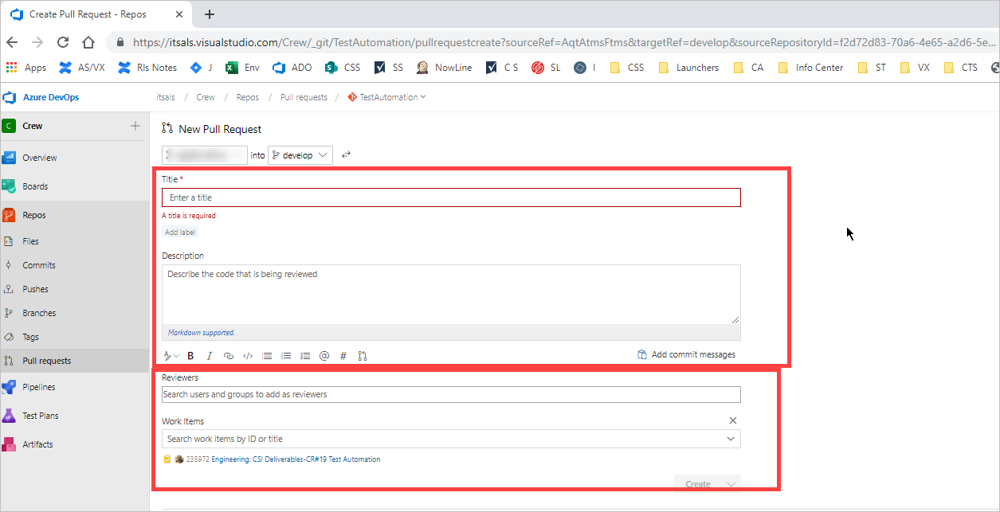 Create Pull Request - Repos
https://itsals.visualstudio.com/Crew/_git/TestAutomation/pullrequestcreate?sourceRef=AqtAtmsFtms&targetRef=develop&sourceRepositoryId=f2d72d83-70a6-4e65-a2d6-5e...
Apps AS/VX RIs Notes J Env ADO CSS SS NowLine C S SL I CSS Launchers CA Info Center ST VX CTS
Azure DevOps itsals / Crew / Repos / Pull requests / TestAutomation
C Crew
New Pull Request
into develop
Overview
Boards
Repos
Files
Commits
Pushes
Branches
Tags
Pull requests
Pipelines
Test Plans
Artifacts
Title *
Enter a title
A title is required
Add label
Description
Describe the code that is being reviewed
Markdown supported.
B I </> @ # Add commit messages
Reviewers
Search users and groups to add as reviewers
Work Items
Search work items by ID or title
235972 Engineering: CSI Deliverables-CR#19 Test Automation
Create